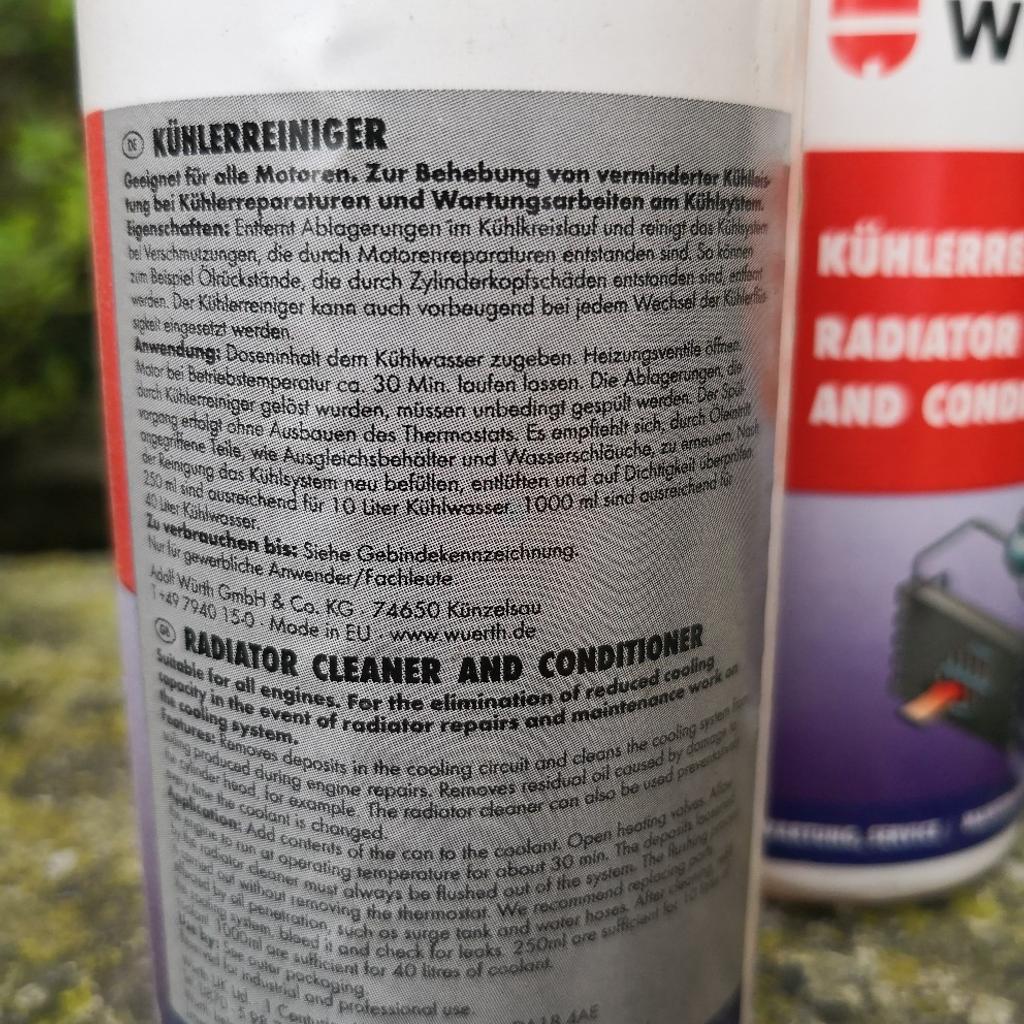 DE KÜHLERREINIGER
Geeignet für alle Motoren. Zur Behebung von verminderter Kühlleis-
tung bei Kühlerreparaturen und Wartungsarbeiten am Kühlsystem.
Eigenschaften: Entfernt Ablagerungen im Kühlkreislauf und reinigt das Kühlsystem
bei Verschmutzungen, die durch Motorenreparaturen entstanden sind. So können
zum Beispiel Ölrückstände, die durch Zylinderkopfschäden entstanden sind, entfernt
werden. Der Kühlerreiniger kann auch vorbeugend bei jedem Wechsel der Kühlerflüs-
sigkeit eingesetzt werden.
Anwendung: Doseninhalt dem Kühlwasser zugeben. Heizungsventile öffnen.
Motor bei Betriebstemperatur ca. 30 Min. laufen lassen. Die Ablagerungen, die
durch Kühlerreiniger gelöst wurden, müssen unbedingt gespült werden. Der Spül-
vorgang erfolgt ohne Ausbauen des Thermostats. Es empfiehlt sich, durch Öleintritt
angegriffene Teile, wie Ausgleichsbehälter und Wasserschläuche, zu erneuern. Nach
der Reinigung das Kühlsystem neu befüllen, entlüften und auf Dichtigkeit überprüfen.
250 ml sind ausreichend für 10 Liter Kühlwasser. 1000 ml sind ausreichend für
40 Liter Kühlwasser.
Zu verbrauchen bis: Siehe Gebindekennzeichnung.
Nur für gewerbliche Anwender/Fachleute
Adolf Würth GmbH & Co. KG · 74650 Künzelsau
T +49 7940 15-0 · Made in EU · www.wuerth.de
GB RADIATOR CLEANER AND CONDITIONER
Suitable for all engines. For the elimination of reduced cooling
capacity in the event of radiator repairs and maintenance work on
the cooling system.
Features: Removes deposits in the cooling circuit and cleans the cooling system from
produced during engine repairs. Removes residual oil caused by damage to
the cylinder head, for example. The radiator cleaner can also be used preventatively
every time the coolant is changed.
Application: Add contents of the can to the coolant. Open heating valves. Allow
the engine to run at operating temperature for about 30 min. The deposits loosened
by the radiator cleaner must always be flushed out of the system. The flushing
carried out without removing the thermostat. We recommend replacing parts
by oil penetration, such as surge tank and water hoses. After cleaning,
system, bleed it and check for leaks. 250ml are sufficient for 10 litres of
1000ml are sufficient for 40 litres of coolant.
Use by: See outer packaging.
for industrial and professional use.
4AE
W
KÜHLERRE
RADIATOR
AND COND